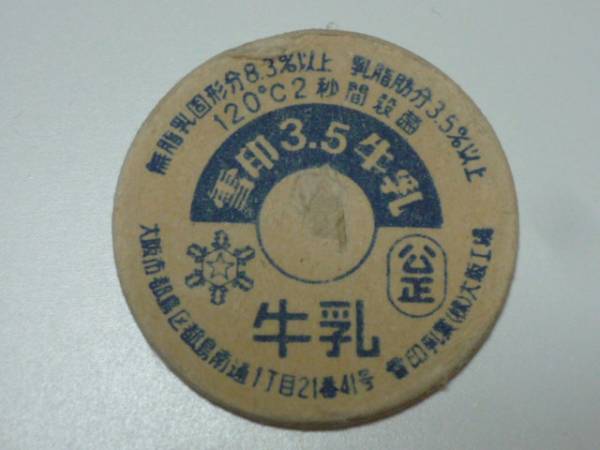 無脂乳固形分8.3%以上 乳脂肪分3.5%以上
120°C2秒間殺菌
雪印3.5牛乳
公正
牛乳
大阪市都島区都島南通1丁目21番41号 雪印乳業(株)大阪工場